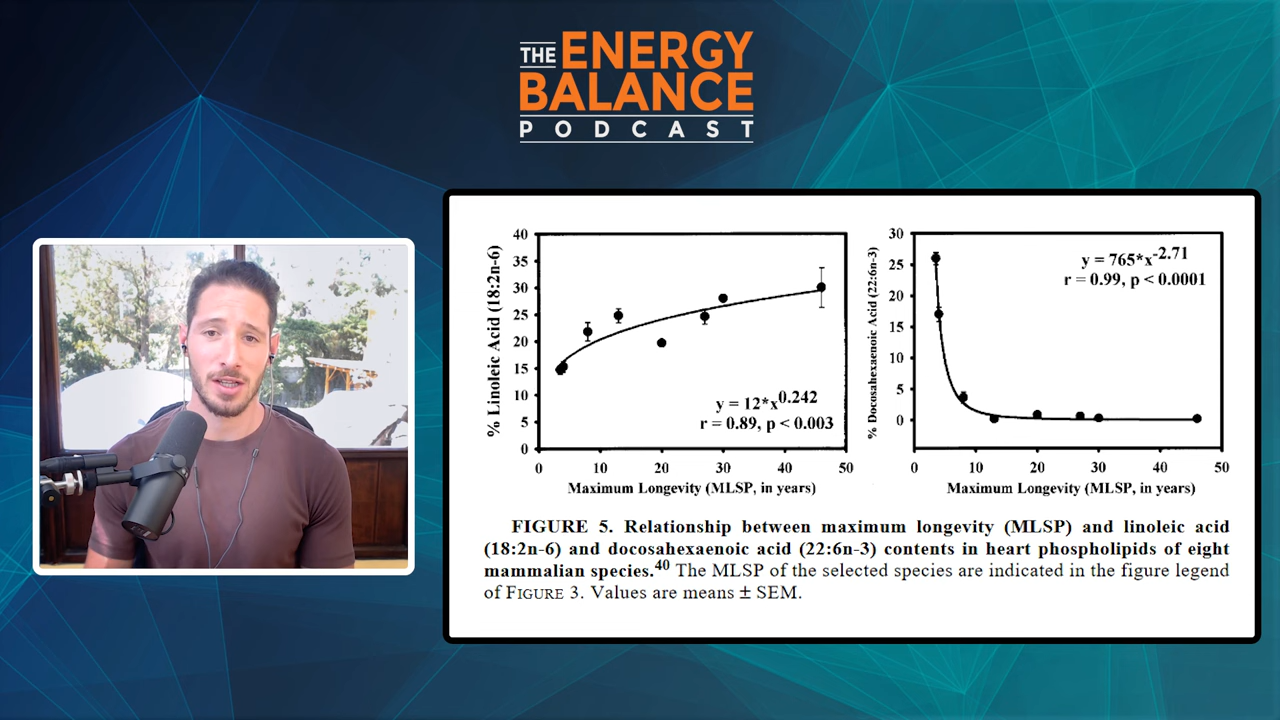 THE ENERGY
BALANCE
PODCAST
% Linoleic Acid (18:2n-6)
40
35
30
25
20
15
10
5
0
y = 12*x^0.242
r = 0.89, p < 0.003
0 10 20 30 40 50
Maximum Longevity (MLSP, in years)
% Docosahexaenoic Acid (22:6n-3)
30
25
20
15
10
5
0
y = 765*x^-2.71
r = 0.99, p < 0.0001
0 10 20 30 40 50
Maximum Longevity (MLSP, in years)
FIGURE 5. Relationship between maximum longevity (MLSP) and linoleic acid
(18:2n-6) and docosahexaenoic acid (22:6n-3) contents in heart phospholipids of eight
mammalian species.40 The MLSP of the selected species are indicated in the figure legend
of FIGURE 3. Values are means ± SEM.